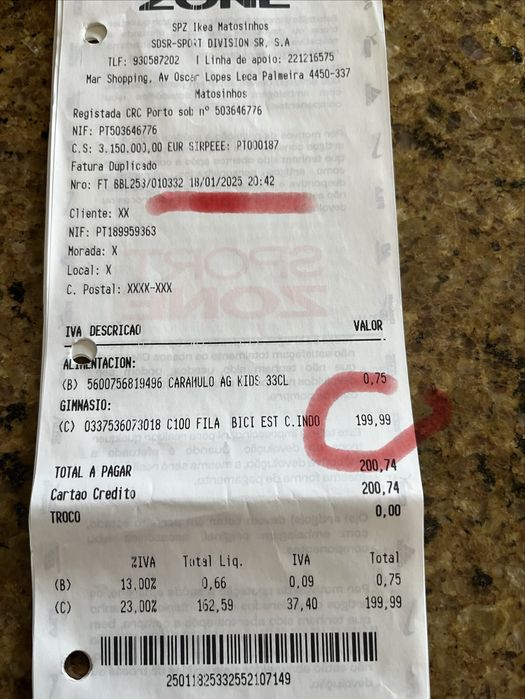 ZONE
SPZ Ikea Matosinhos
SDSR-SPORT DIVISION SR, S.A
TLF: 930587202 | Linha de apoio: 221216575
Mar Shopping, Av Oscar Lopes Leca Palmeira 4450-337
Matosinhos
Registada CRC Porto sob nº 503646776
NIF: PT503646776
C.S: 3.150.000,00 EUR SIRPEEE: PT000187
Fatura Duplicado
Nro: FT BBL253/010332 18/01/2025 20:42
Cliente: XX
NIF: PT189959363
Morada: X
Local: X
C. Postal: XXXX-XXX
SPORT
ZONE
IVA DESCRICAO VALOR
ALIMENTACION:
(B) 5600756819496 CARAMULO AG KIDS 33CL 0,75
GIMNASIO:
(C) 0337536073018 C100 FILA BICI EST C.INDO 199,99
TOTAL A PAGAR 200,74
Cartao Credito 200,74
TROCO 0,00
%IVA Total Liq. IVA Total
(B) 13,00% 0,66 0,09 0,75
(C) 23,00% 162,59 37,40 199,99
25011825332552107149